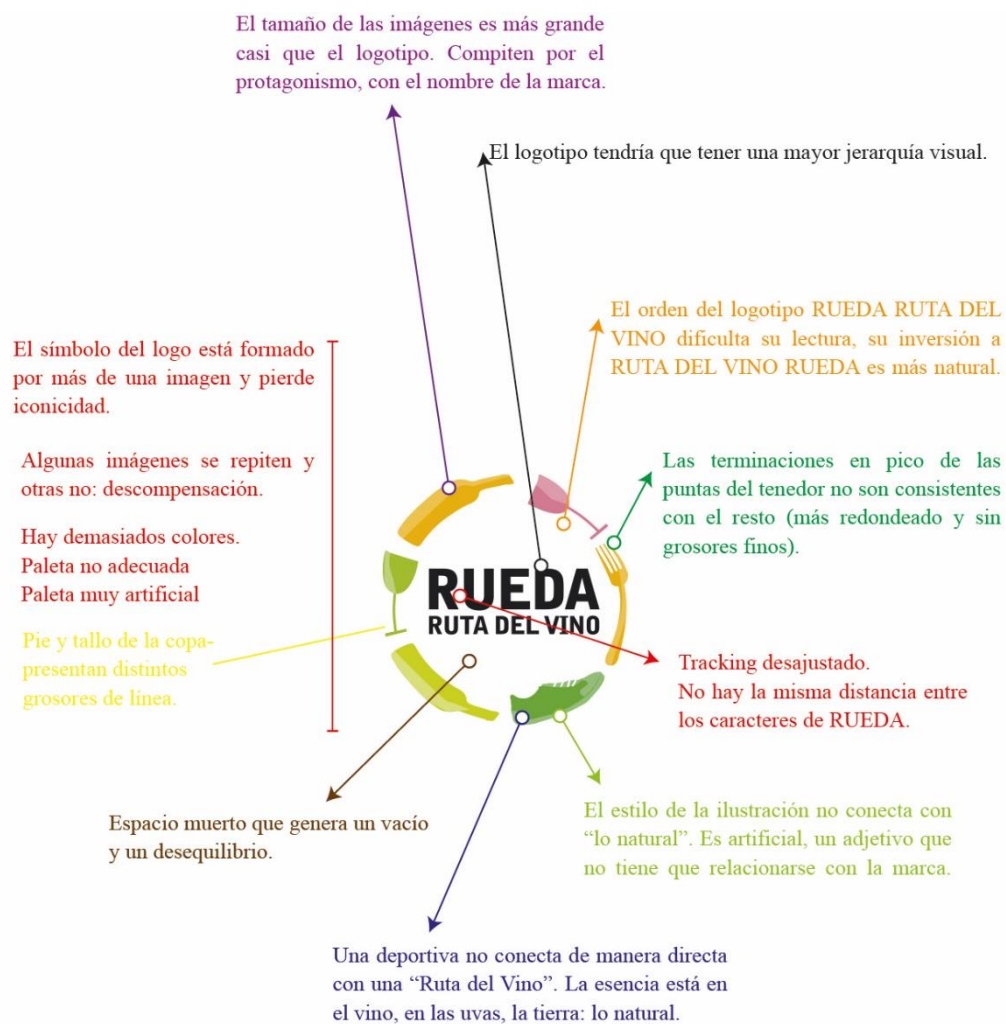 El tamaño de las imágenes es más grande
casi que el logotipo. Compiten por el
protagonismo, con el nombre de la marca.
El logotipo tendría que tener una mayor jerarquía visual.
El orden del logotipo RUEDA RUTA DEL
VINO dificulta su lectura, su inversión a
RUTA DEL VINO RUEDA es más natural.
El símbolo del logo está formado
por más de una imagen y pierde
iconicidad.
Algunas imágenes se repiten y
otras no: descompensación.
Hay demasiados colores.
Paleta no adecuada
Paleta muy artificial
Pie y tallo de la copa-
presentan distintos
grosores de línea.
Las terminaciones en pico de las
puntas del tenedor no son consistentes
con el resto (más redondeado y sin
grosores finos).
RUEDA
RUTA DEL VINO
Tracking desajustado.
No hay la misma distancia entre
los caracteres de RUEDA.
Espacio muerto que genera un vacío
y un desequilibrio.
El estilo de la ilustración no conecta con
“lo natural”. Es artificial, un adjetivo que
no tiene que relacionarse con la marca.
Una deportiva no conecta de manera directa
con una “Ruta del Vino”. La esencia está en
el vino, en las uvas, la tierra: lo natural.